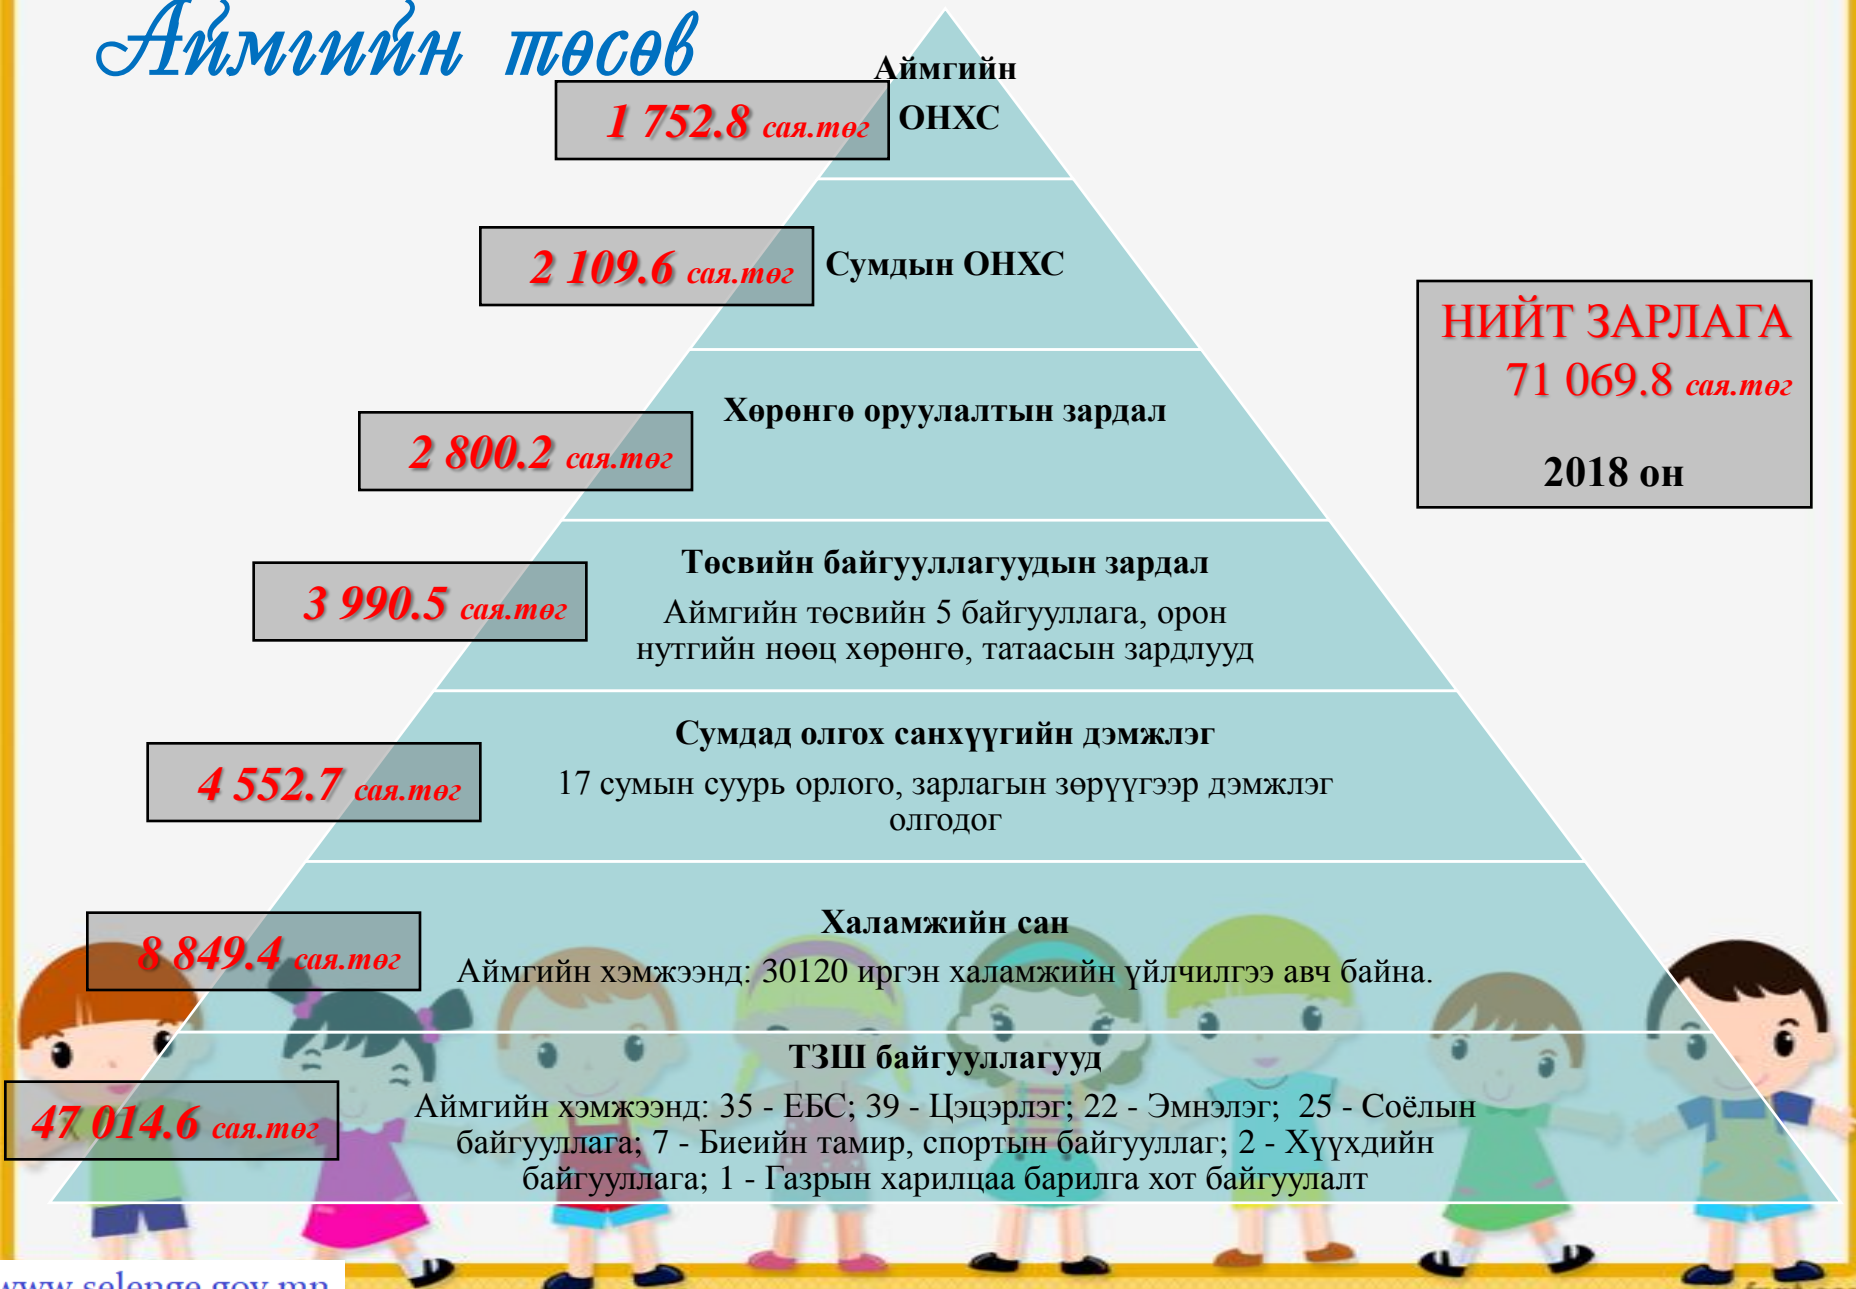 Аймгийн төсөв
Аймгийн
ОНХС
1 752.8 сая.төг
2 109.6 сая.төг
Сумдын ОНХС
НИЙТ ЗАРЛАГА
71 069.8 сая.төг
2018 он
Хөрөнгө оруулалтын зардал
2 800.2 сая.төг
Төсвийн байгууллагуудын зардал
3 990.5 сая.төг
Аймгийн төсвийн 5 байгууллага, орон
нутгийн нөөц хөрөнгө, татаасын зардлууд
Сумдад олгох санхүүгийн дэмжлэг
4 552.7 сая.төг
17 сумын суурь орлого, зарлагын зөрүүгээр дэмжлэг
олгодог
Халамжийн сан
8 849.4 сая.төг
Аймгийн хэмжээнд: 30120 иргэн халамжийн үйлчилгээ авч байна.
ТЗШ байгууллагууд
47 014.6 сая.төг
Аймгийн хэмжээнд: 35 - ЕБС; 39 - Цэцэрлэг; 22 - Эмнэлэг; 25 - Соёлын
байгууллага; 7 - Биеийн тамир, спортын байгууллаг; 2 - Хүүхдийн
байгууллага; 1 - Газрын харилцаа барилга хот байгуулалт
www.selenge.gov.mn